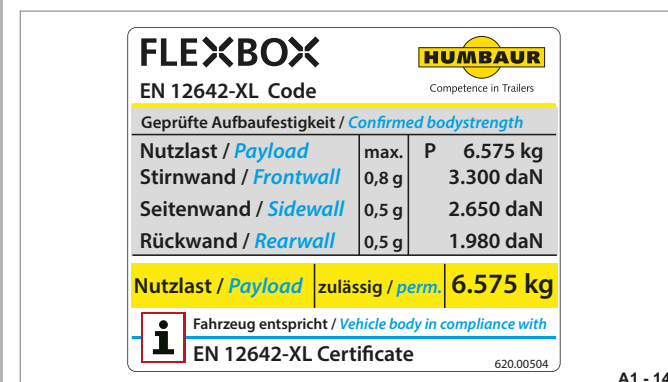 FLEXBOX
HUMBAUR
Competence in Trailers
EN 12642-XL Code
Geprüfte Aufbaufestigkeit / Confirmed bodystrength
Nutzlast / Payload max. P 6.575 kg
Stirnwand / Frontwall 0,8 g 3.300 daN
Seitenwand / Sidewall 0,5 g 2.650 daN
Rückwand / Rearwall 0,5 g 1.980 daN
Nutzlast / Payload zulässig / perm. 6.575 kg
i
Fahrzeug entspricht / Vehicle body in compliance with
EN 12642-XL Certificate
620.00504
A1 - 14